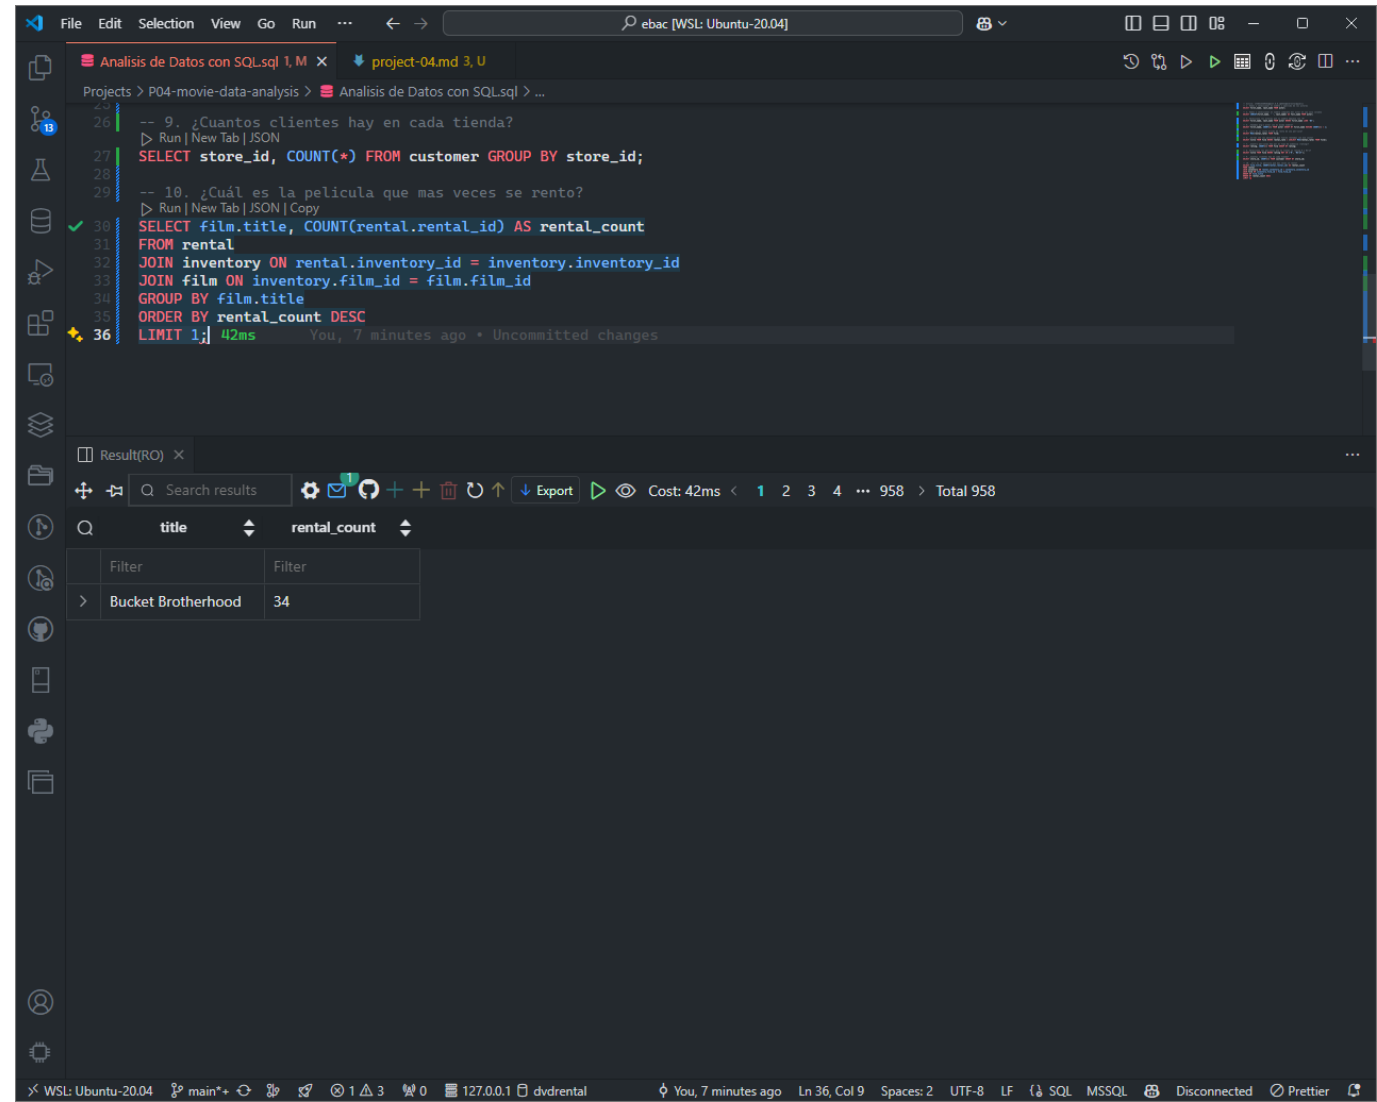 File Edit Selection View Go Run ··· ebac [WSL: Ubuntu-20.04]
Analisis de Datos con SQL.sql 1, M project-04.md 3, U
Projects > P04-movie-data-analysis > Analisis de Datos con SQL.sql > ...
25
26 -- 9. ¿Cuantos clientes hay en cada tienda?
Run | New Tab | JSON
27 SELECT store_id, COUNT(*) FROM customer GROUP BY store_id;
28
29 -- 10. ¿Cuál es la pelicula que mas veces se rento?
Run | New Tab | JSON | Copy
30 SELECT film.title, COUNT(rental.rental_id) AS rental_count
31 FROM rental
32 JOIN inventory ON rental.inventory_id = inventory.inventory_id
33 JOIN film ON inventory.film_id = film.film_id
34 GROUP BY film.title
35 ORDER BY rental_count DESC
36 LIMIT 1; 42ms You, 7 minutes ago • Uncommitted changes
13
Result(RO)
Search results 1 Export Cost: 42ms < 1 2 3 4 ··· 958 > Total 958
title rental_count
Filter Filter
Bucket Brotherhood 34
WSL: Ubuntu-20.04 main*+ 1 3 0 127.0.0.1 dvdrental You, 7 minutes ago Ln 36, Col 9 Spaces: 2 UTF-8 LF SQL MSSQL Disconnected Prettier